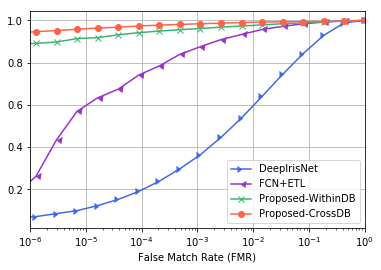 1.0
0.8
0.6
0.4
0.2
DeepIrisNet
FCN+ETL
Proposed-WithinDB
Proposed-CrossDB
10⁻⁶ 10⁻⁵ 10⁻⁴ 10⁻³ 10⁻² 10⁻¹ 10⁰
False Match Rate (FMR)